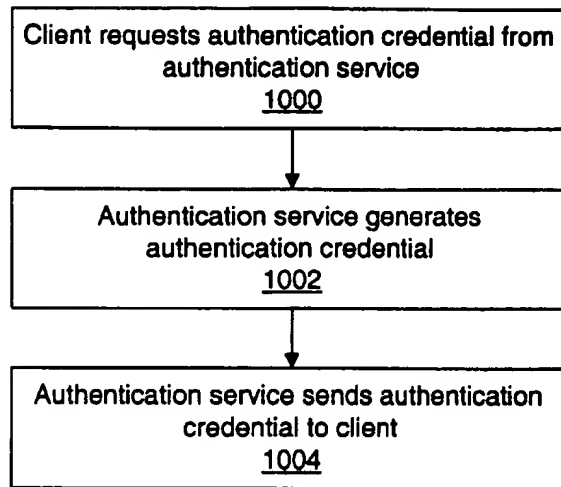 Client requests authentication credential from
authentication service
1000
Authentication service generates
authentication credential
1002
Authentication service sends authentication
credential to client
1004